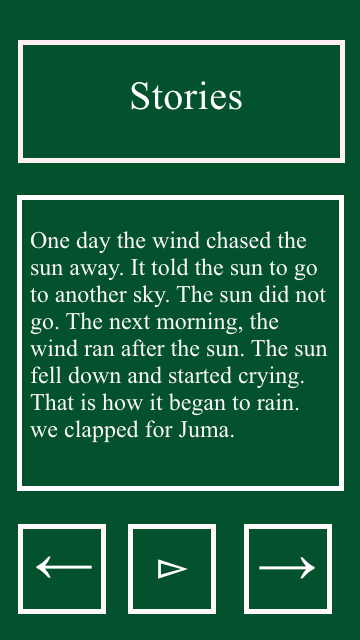 Stories
One day the wind chased the
sun away. It told the sun to go
to another sky. The sun did not
go. The next morning, the
wind ran after the sun. The sun
fell down and started crying.
That is how it began to rain.
we clapped for Juma.